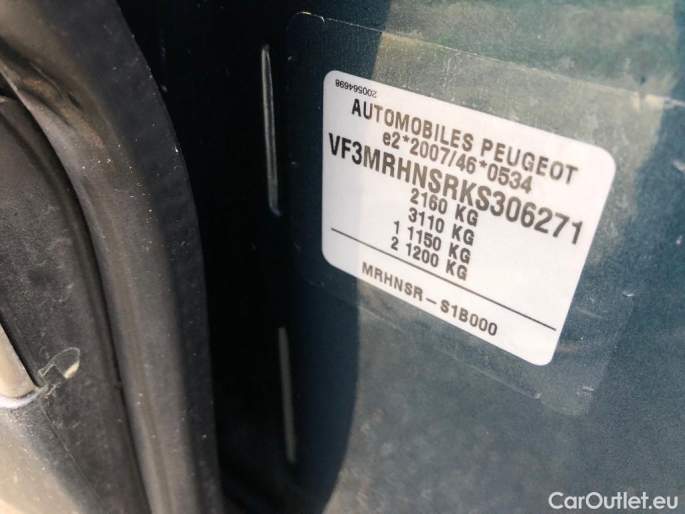 200564698
AUTOMOBILES PEUGEOT
e2*2007/46*0534
VF3MRHNSRKS306271
2160 KG
3110 KG
1 1150 KG
2 1200 KG
MRHNSR - S1B000
CarOutlet.eu